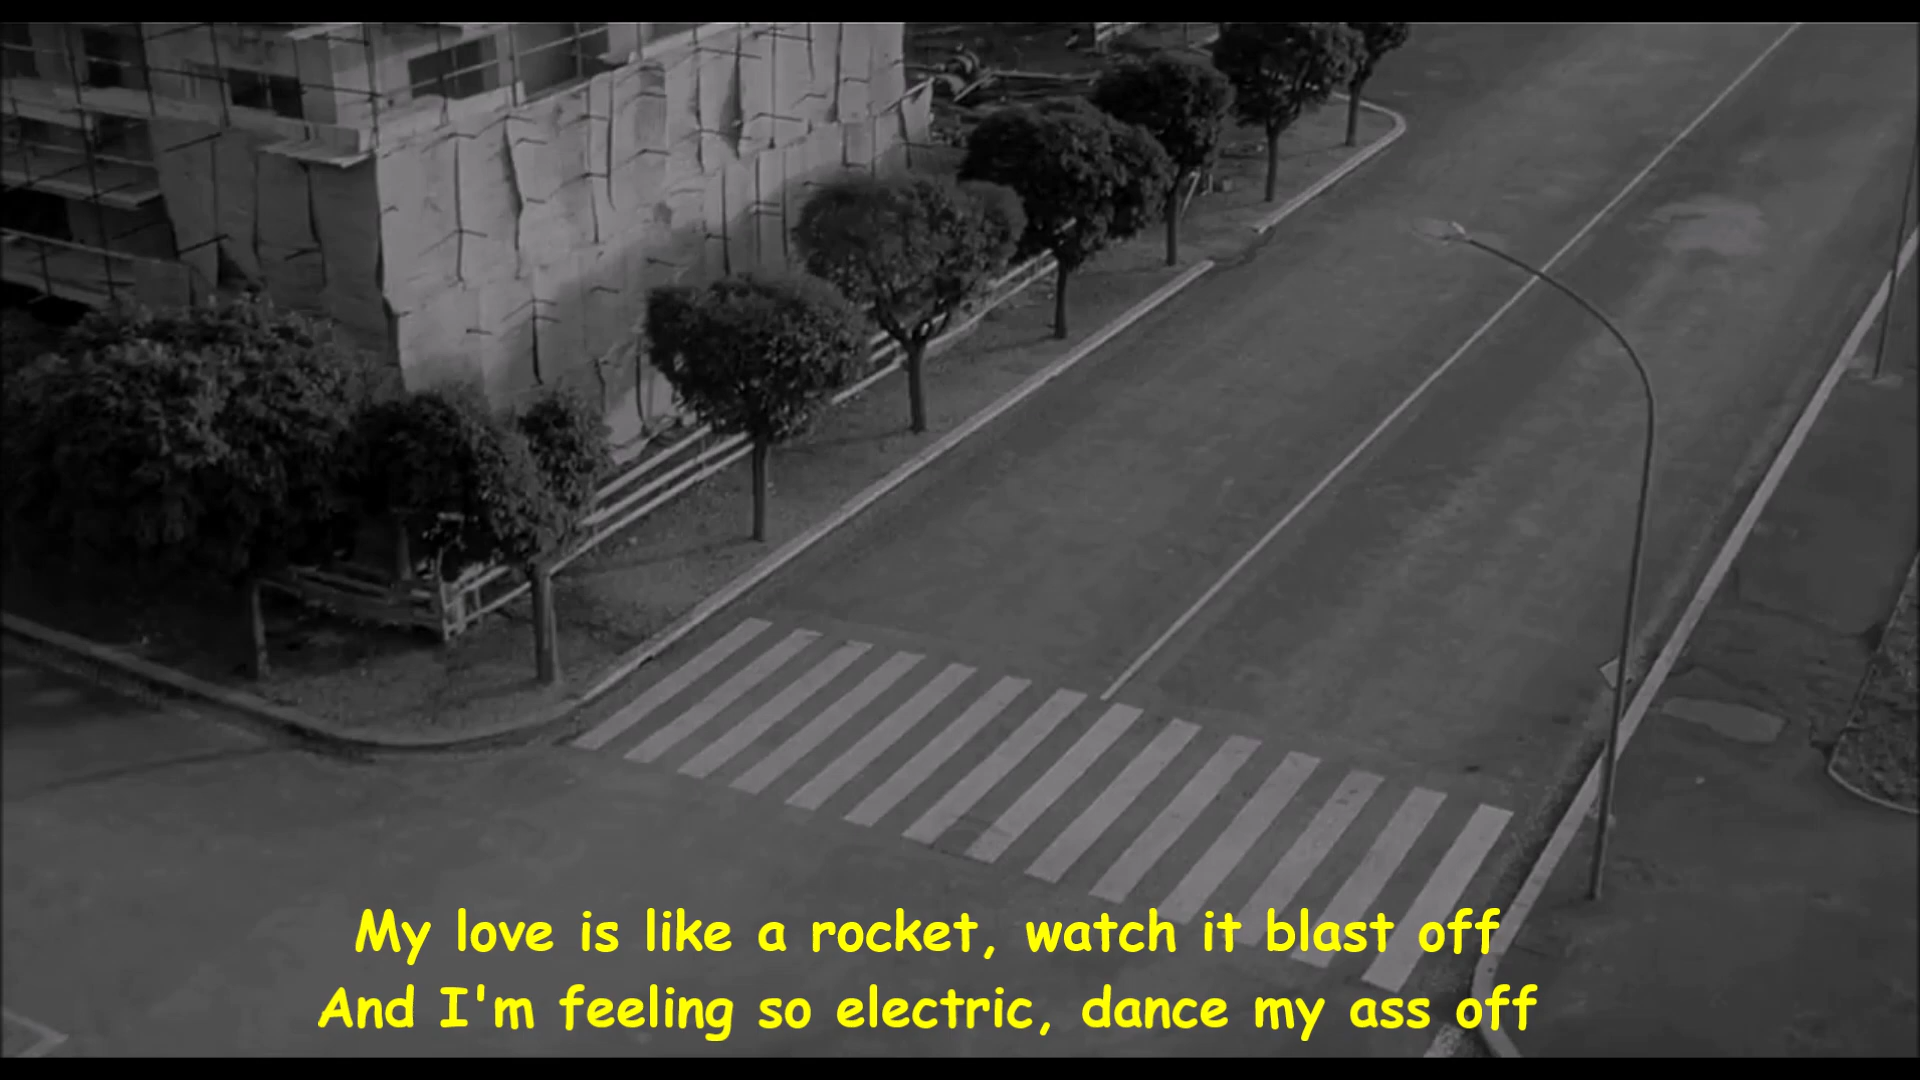 My love is like a rocket, watch it blast off
And I'm feeling so electric, dance my ass off